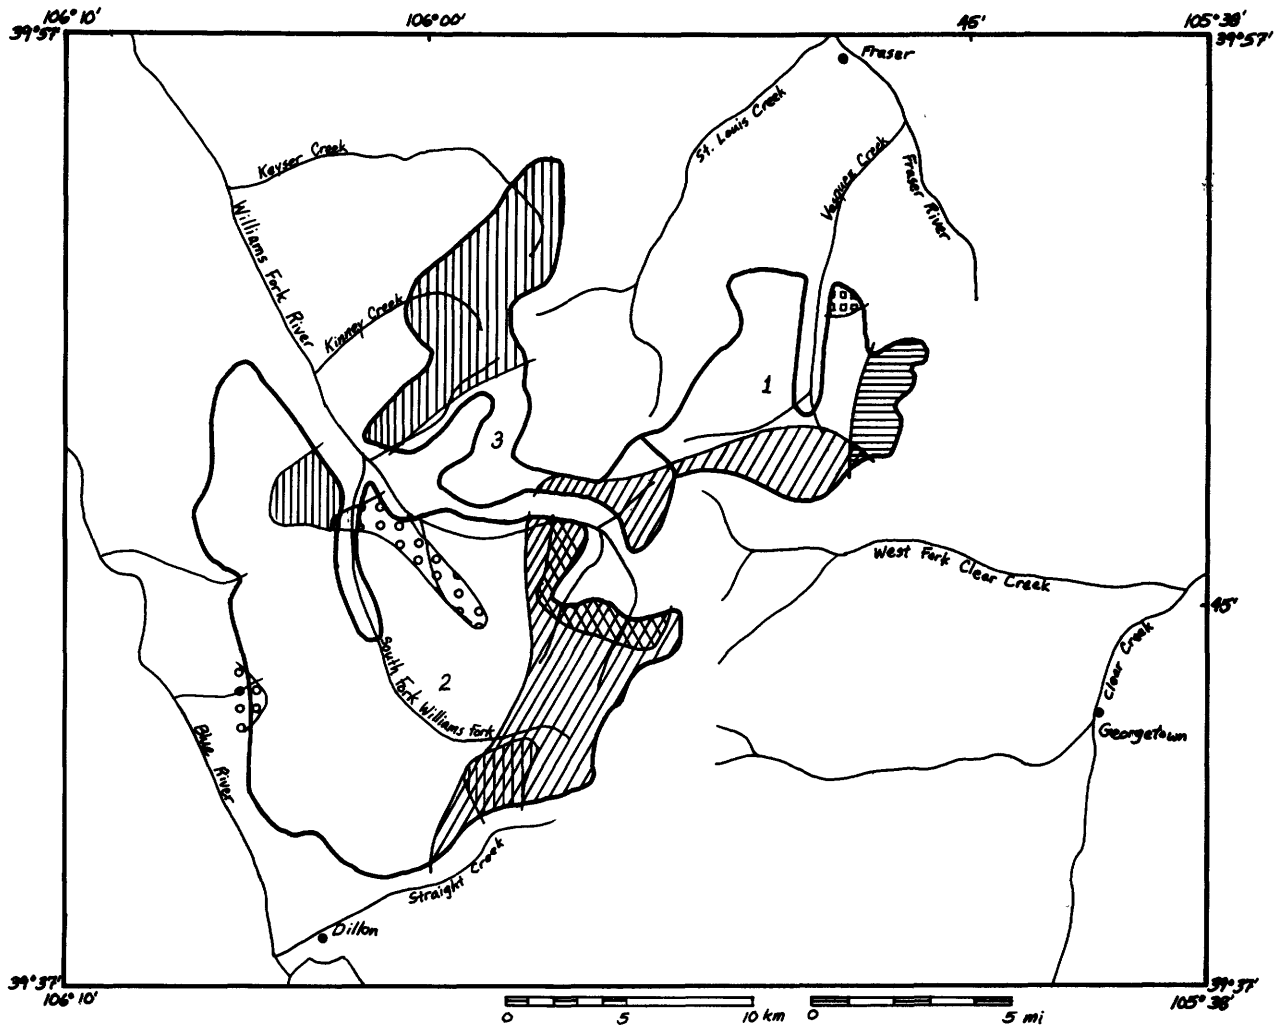 106°10'
106°00'
45'
105°38'
39°57'
39°57'
Fraser
St. Louis Creek
Vasquez Creek
Fraser River
Keyser Creek
Williams Fork River
Kinney Creek
1
3
West Fork Clear Creek
45'
Clear Creek
South Fork Williams Fork
2
Georgetown
Blue River
Straight Creek
Dillon
39°37'
39°37'
106°10'
105°38'
0 5 10 km
0 5 mi